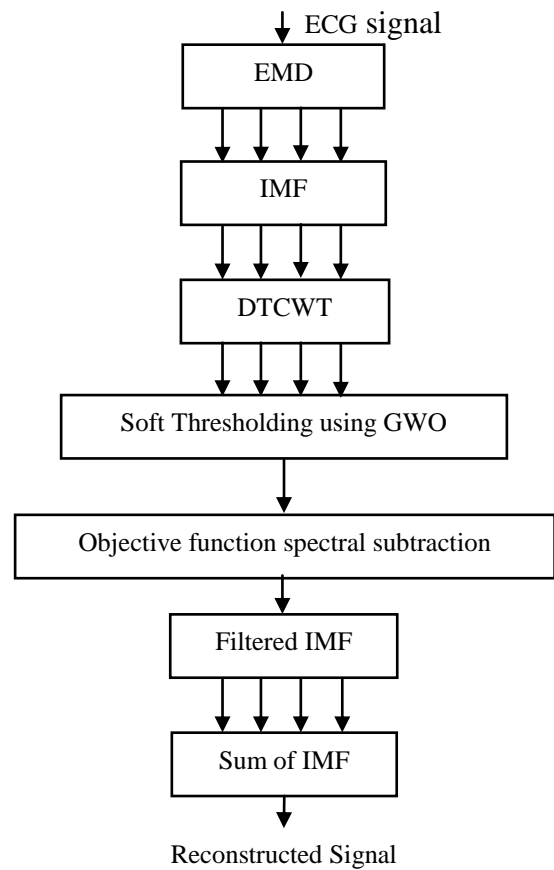 ECG signal
EMD
IMF
DTCWT
Soft Thresholding using GWO
Objective function spectral subtraction
Filtered IMF
Sum of IMF
Reconstructed Signal